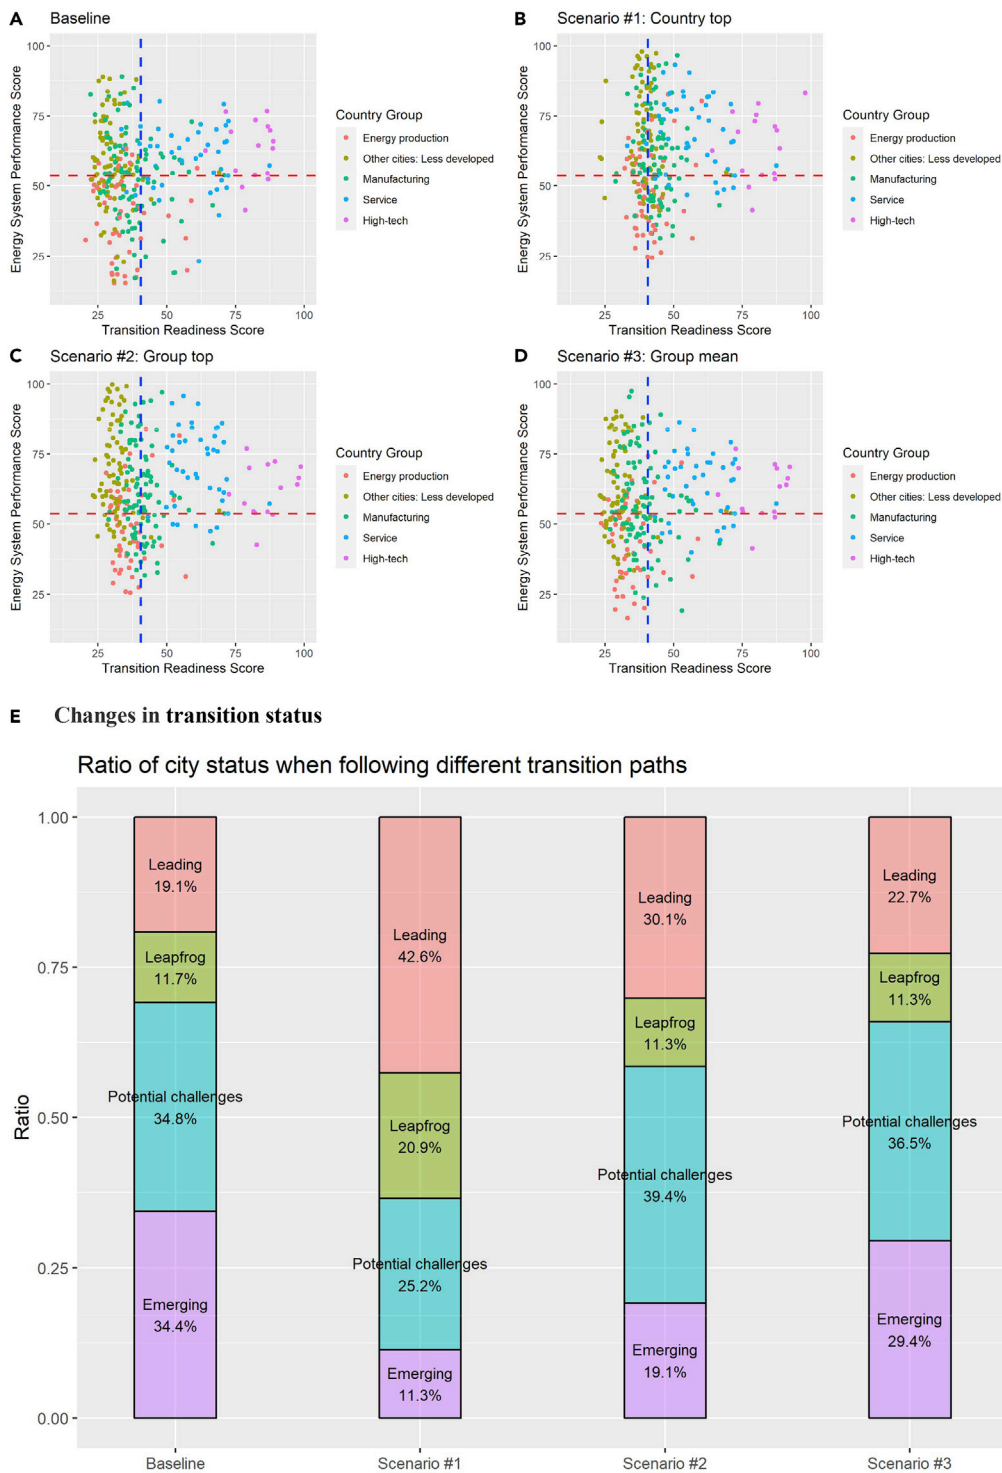 A Baseline
Energy System Performance Score
100
75
50
25
25 50 75 100
Transition Readiness Score
Country Group
Energy production
Other cities: Less developed
Manufacturing
Service
High-tech
B Scenario #1: Country top
Energy System Performance Score
100
75
50
25
25 50 75 100
Transition Readiness Score
Country Group
Energy production
Other cities: Less developed
Manufacturing
Service
High-tech
C Scenario #2: Group top
Energy System Performance Score
100
75
50
25
25 50 75 100
Transition Readiness Score
Country Group
Energy production
Other cities: Less developed
Manufacturing
Service
High-tech
D Scenario #3: Group mean
Energy System Performance Score
100
75
50
25
25 50 75 100
Transition Readiness Score
Country Group
Energy production
Other cities: Less developed
Manufacturing
Service
High-tech
E Changes in transition status
Ratio of city status when following different transition paths
Ratio
1.00
0.75
0.50
0.25
0.00
Leading
19.1%
Leapfrog
11.7%
Potential challenges
34.8%
Emerging
34.4%
Baseline
Leading
42.6%
Leapfrog
20.9%
Potential challenges
25.2%
Emerging
11.3%
Scenario #1
Leading
30.1%
Leapfrog
11.3%
Potential challenges
39.4%
Emerging
19.1%
Scenario #2
Leading
22.7%
Leapfrog
11.3%
Potential challenges
36.5%
Emerging
29.4%
Scenario #3